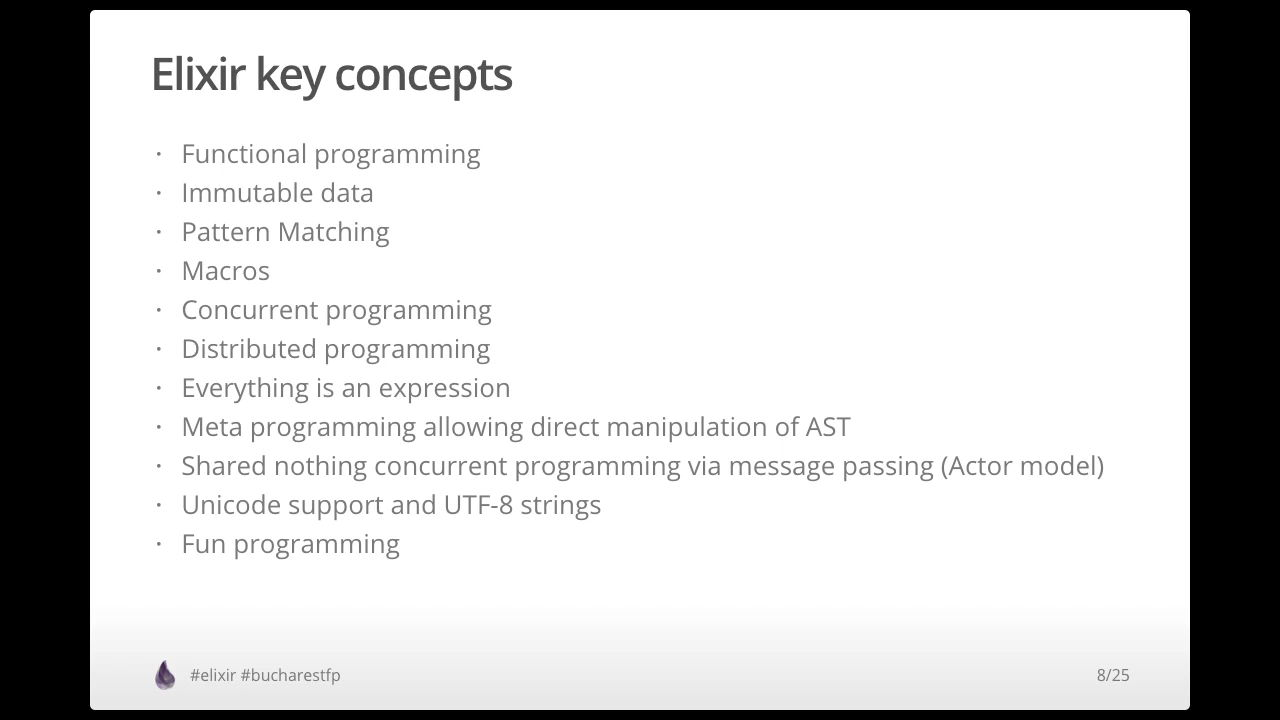 Elixir key concepts
· Functional programming
· Immutable data
· Pattern Matching
· Macros
· Concurrent programming
· Distributed programming
· Everything is an expression
· Meta programming allowing direct manipulation of AST
· Shared nothing concurrent programming via message passing (Actor model)
· Unicode support and UTF-8 strings
· Fun programming
#elixir #bucharestfp 8/25